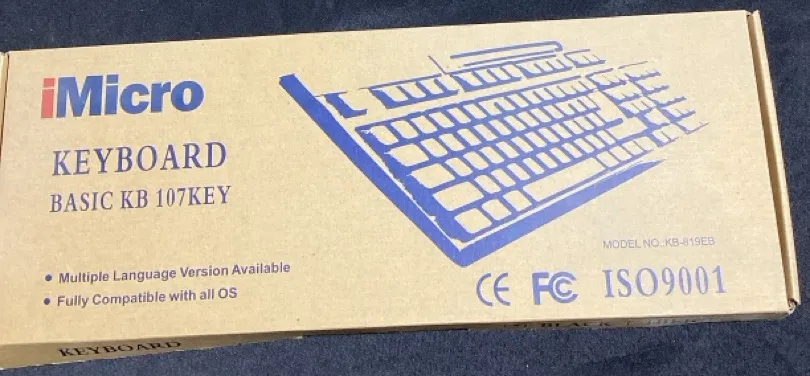 iMicro
KEYBOARD
BASIC KB 107KEY
• Multiple Language Version Available
• Fully Compatible with all OS
MODEL NO.:KB-819EB
CE FC ISO9001
KEYBOARD
BLACK